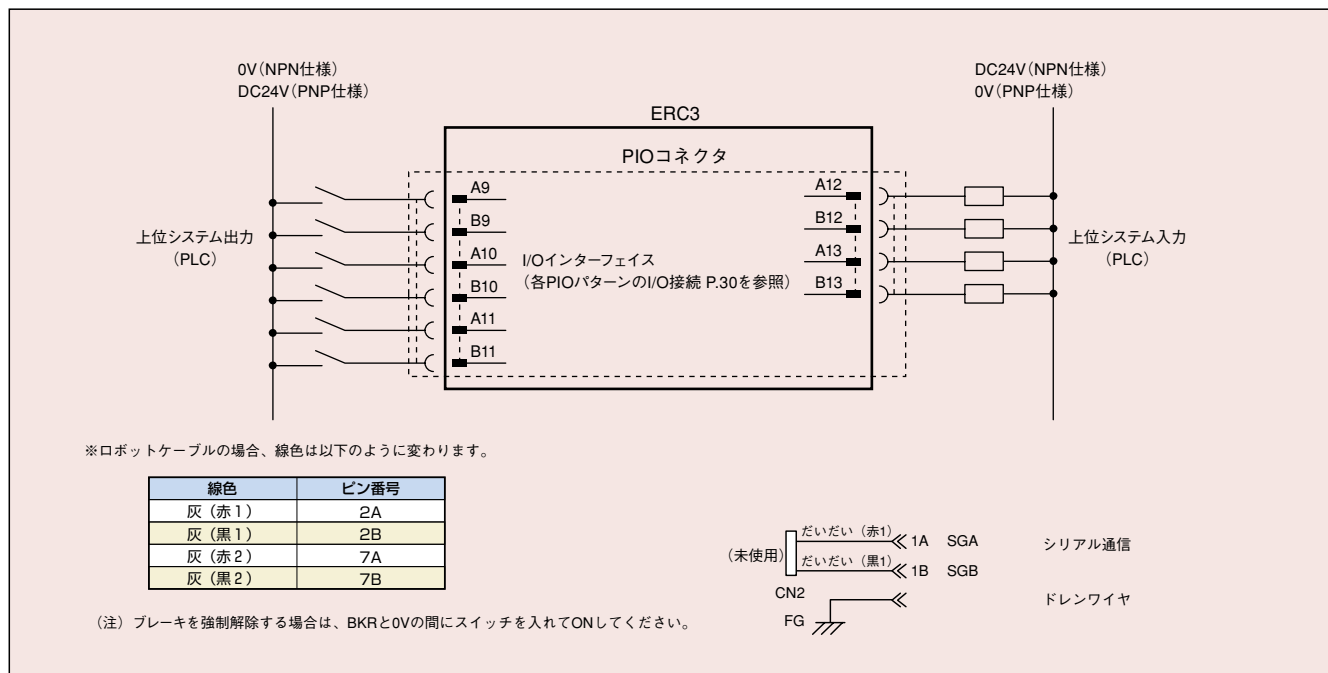 0V(NPN仕様)
DC24V(PNP仕様)
DC24V(NPN仕様)
0V(PNP仕様)
ERC3
PIOコネクタ
A9
B9
A10
B10
A11
B11
A12
B12
A13
B13
上位システム出力
(PLC)
I/Oインターフェイス
(各PIOパターンのI/O接続 P.30を参照)
上位システム入力
(PLC)
※ロボットケーブルの場合、線色は以下のように変わります。
線色 ピン番号
灰(赤1) 2A
灰(黒1) 2B
灰(赤2) 7A
灰(黒2) 7B
(注)ブレーキを強制解除する場合は、BKRと0Vの間にスイッチを入れてONしてください。
(未使用)
だいだい(赤1) 1A SGA
だいだい(黒1) 1B SGB
シリアル通信
CN2
FG
ドレンワイヤ